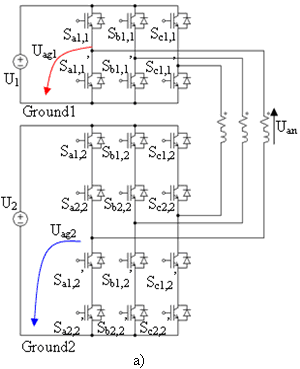 Sa1,1 Sb1,1 Sc1,1
Uag1
U1
Sa1,1' Sb1,1' Sc1,1'
Ground1
Uan
Sa1,2 Sb1,2 Sc1,2
U2
Sa2,2 Sb2,2 Sc2,2
Uag2
Sa1,2' Sb1,2' Sc1,2'
Sa2,2' Sb2,2' Sc2,2'
Ground2
a)